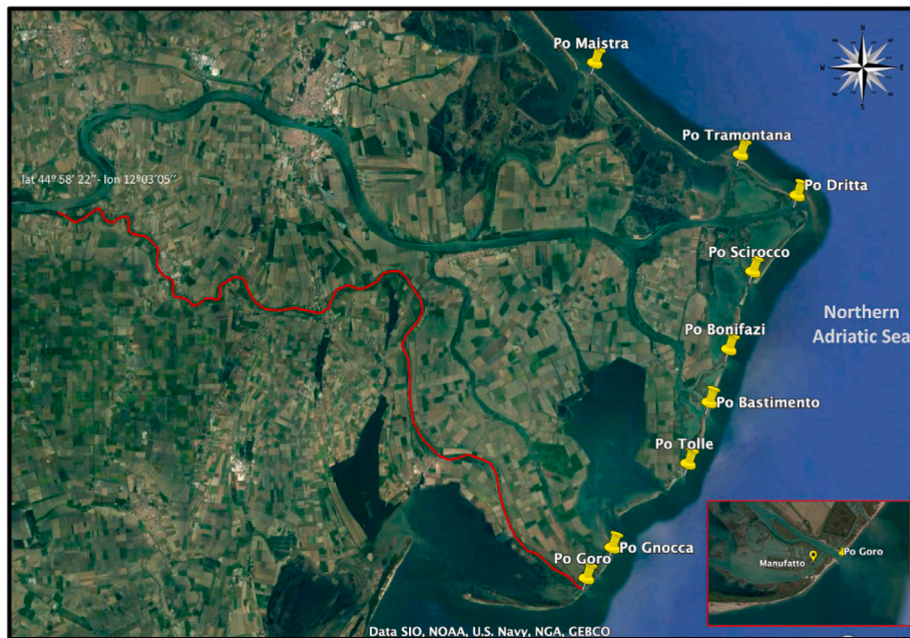 Po Maistra
N
W
E
S
Po Tramontana
lat 44º 58' 22''- lon 12º03'05''
Po Dritta
Po Scirocco
Northern
Adriatic Sea
Po Bonifazi
Po Bastimento
Po Tolle
Po Gnocca
Po Goro
Po Goro
Manufatto
Data SIO, NOAA, U.S. Navy, NGA, GEBCO